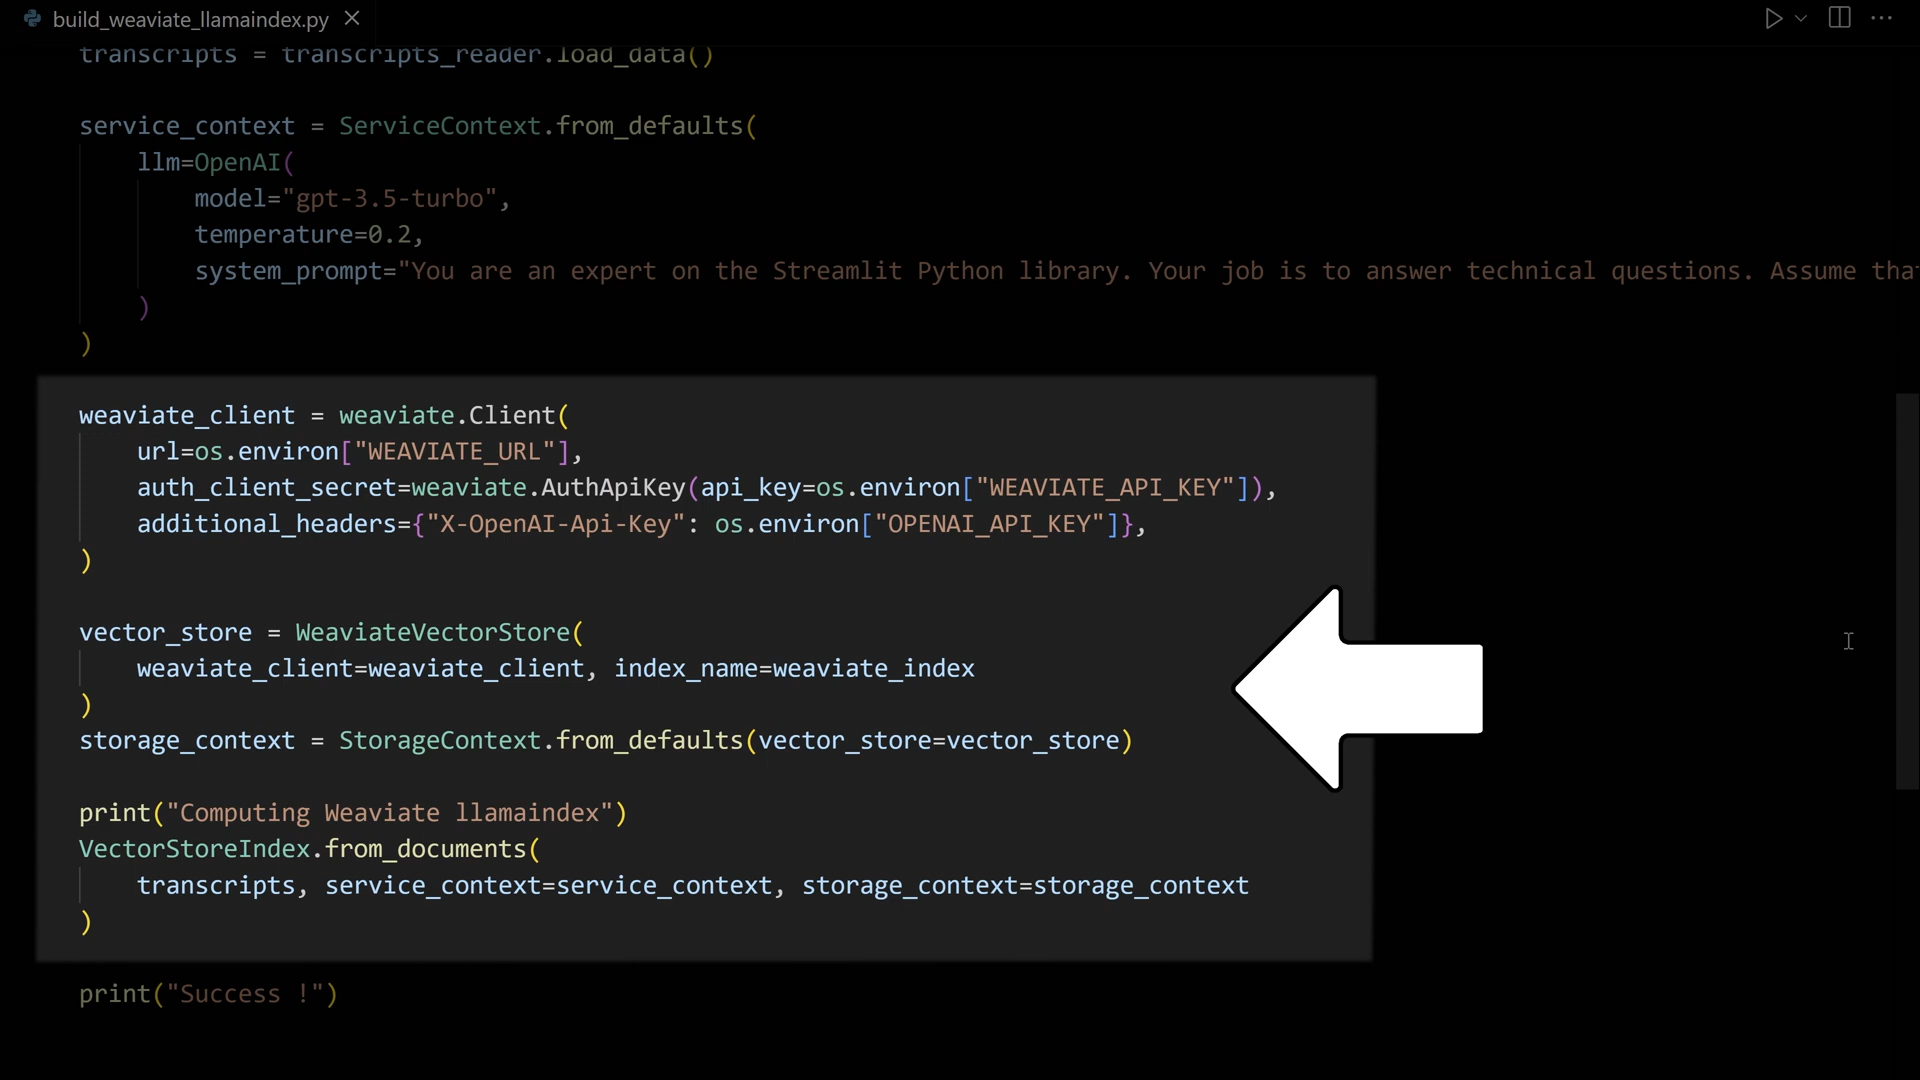 build_weaviate_llamaindex.py
transcripts = transcripts_reader.load_data()
service_context = ServiceContext.from_defaults(
llm=OpenAI(
model="gpt-3.5-turbo",
temperature=0.2,
system_prompt="You are an expert on the Streamlit Python library. Your job is to answer technical questions. Assume tha
)
)
weaviate_client = weaviate.Client(
url=os.environ["WEAVIATE_URL"],
auth_client_secret=weaviate.AuthApiKey(api_key=os.environ["WEAVIATE_API_KEY"]),
additional_headers={"X-OpenAI-Api-Key": os.environ["OPENAI_API_KEY"]},
)
vector_store = WeaviateVectorStore(
weaviate_client=weaviate_client, index_name=weaviate_index
)
storage_context = StorageContext.from_defaults(vector_store=vector_store)
print("Computing Weaviate llamaindex")
VectorStoreIndex.from_documents(
transcripts, service_context=service_context, storage_context=storage_context
)
print("Success !")